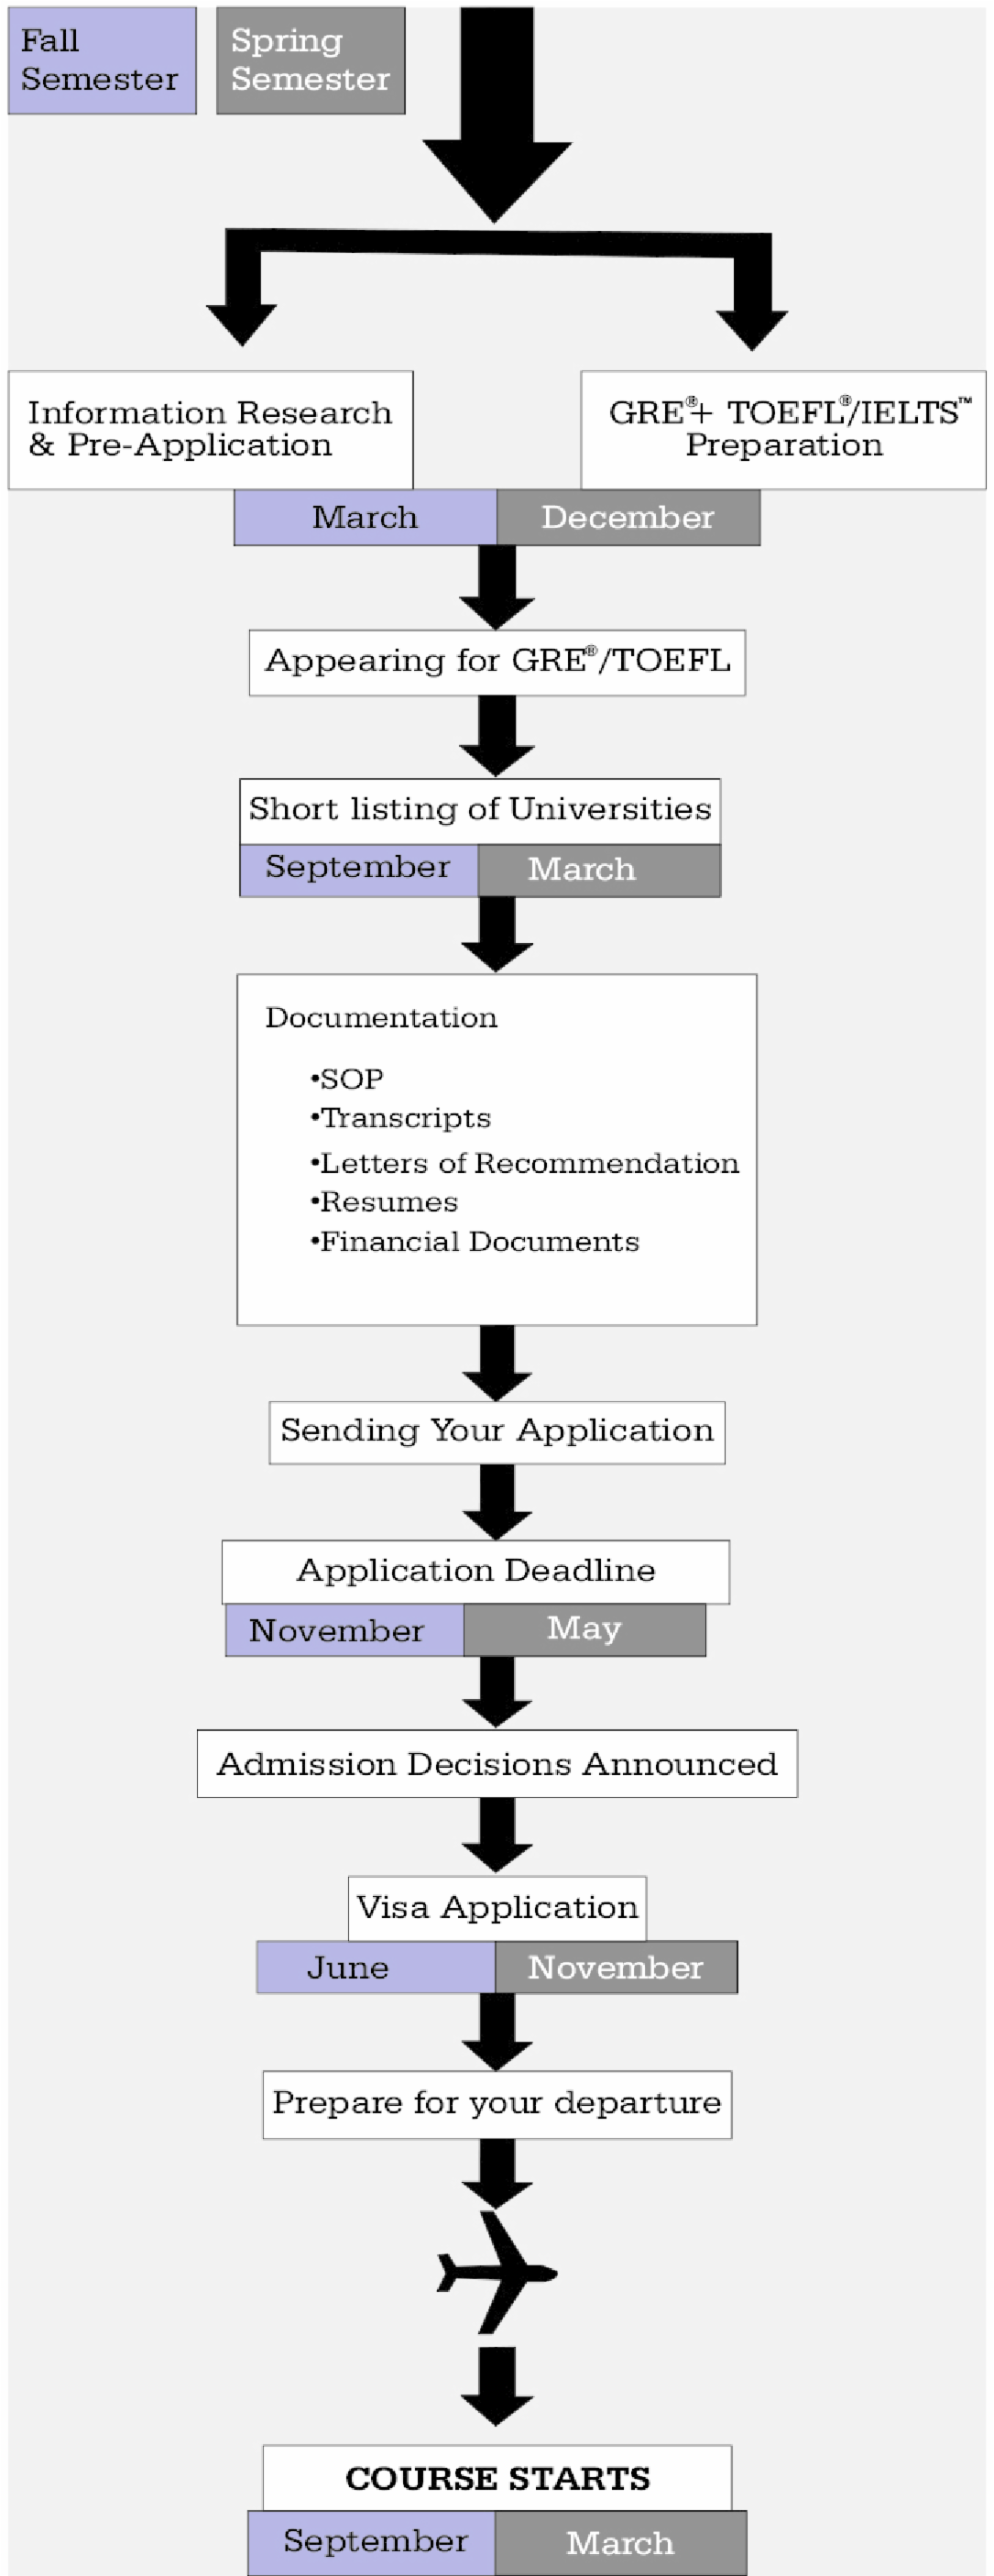 Fall
Semester
Spring
Semester
Information Research
& Pre-Application
GRE®+ TOEFL®/IELTS™
Preparation
March
December
Appearing for GRE®/TOEFL
Short listing of Universities
September
March
Documentation
•SOP
•Transcripts
•Letters of Recommendation
•Resumes
•Financial Documents
Sending Your Application
Application Deadline
November
May
Admission Decisions Announced
Visa Application
June
November
Prepare for your departure
COURSE STARTS
September
March